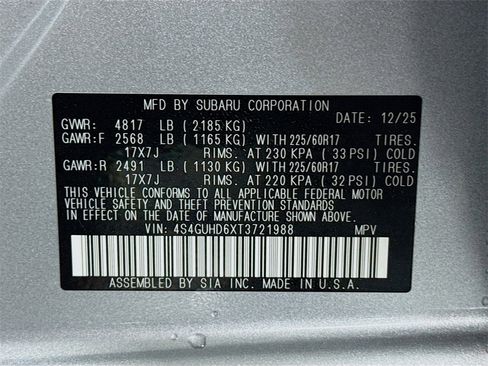 MFD BY SUBARU CORPORATION
GVWR: 4817 LB (2185 KG) DATE: 12/25
GAWR:F 2568 LB (1165 KG) WITH 225/60R17 TIRES.
17X7J RIMS. AT 230 KPA (33 PSI) COLD
GAWR:R 2491 LB (1130 KG) WITH 225/60R17 TIRES.
17X7J RIMS. AT 220 KPA (32 PSI) COLD
THIS VEHICLE CONFORMS TO ALL APPLICABLE FEDERAL MOTOR
VEHICLE SAFETY AND THEFT PREVENTION STANDARDS
IN EFFECT ON THE DATE OF MANUFACTURE SHOWN ABOVE.
VIN: 4S4GUHD6XT3721988 MPV
ASSEMBLED BY SIA INC. MADE IN U.S.A.